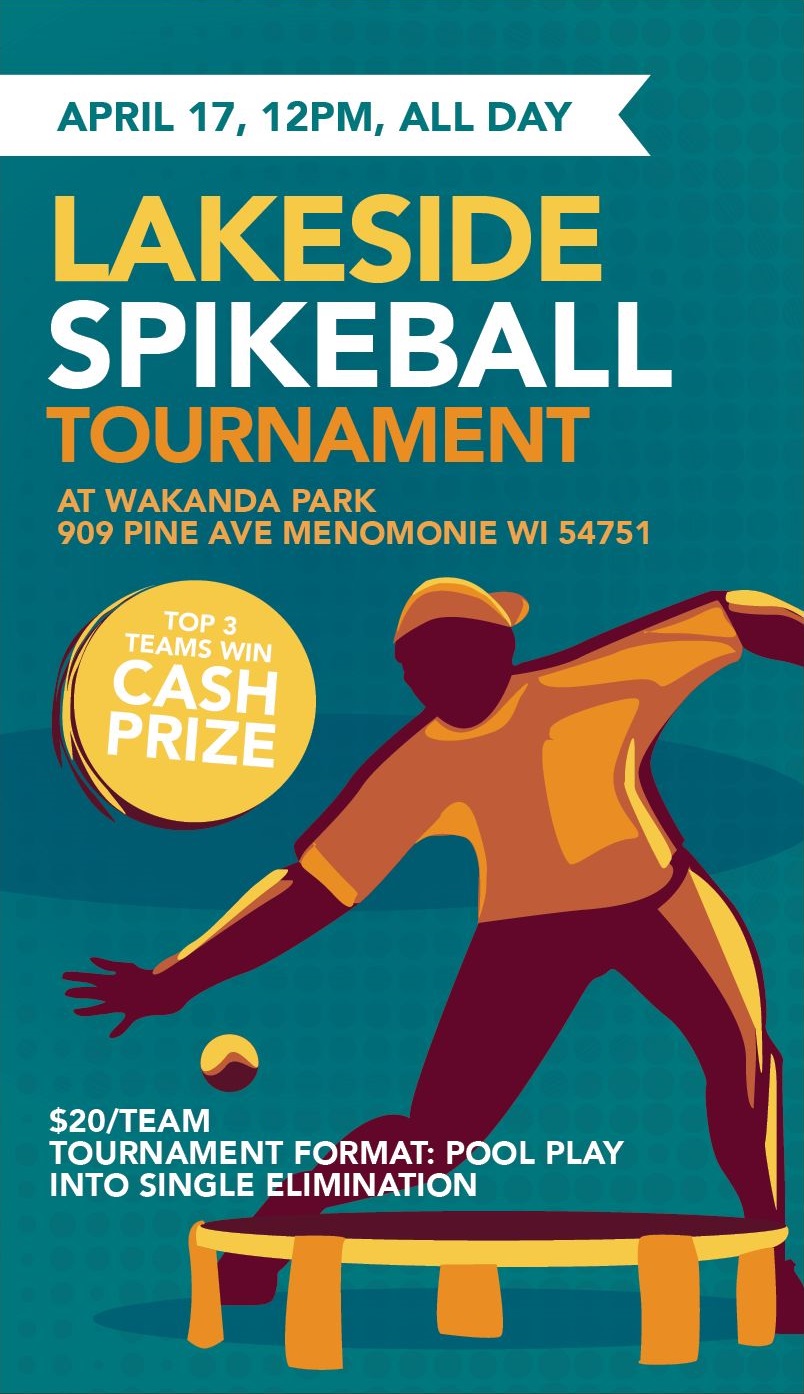 APRIL 17, 12PM, ALL DAY
LAKESIDE
SPIKEBALL
TOURNAMENT
AT WAKANDA PARK
909 PINE AVE MENOMONIE WI 54751
TOP 3
TEAMS WIN
CASH
PRIZE
$20/TEAM
TOURNAMENT FORMAT: POOL PLAY
INTO SINGLE ELIMINATION